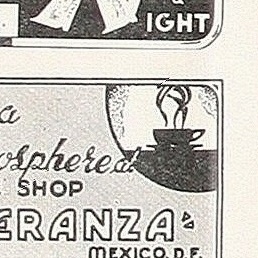 &
IGHT
a
osphered
SHOP
ERANZA
MEXICO, D.F.